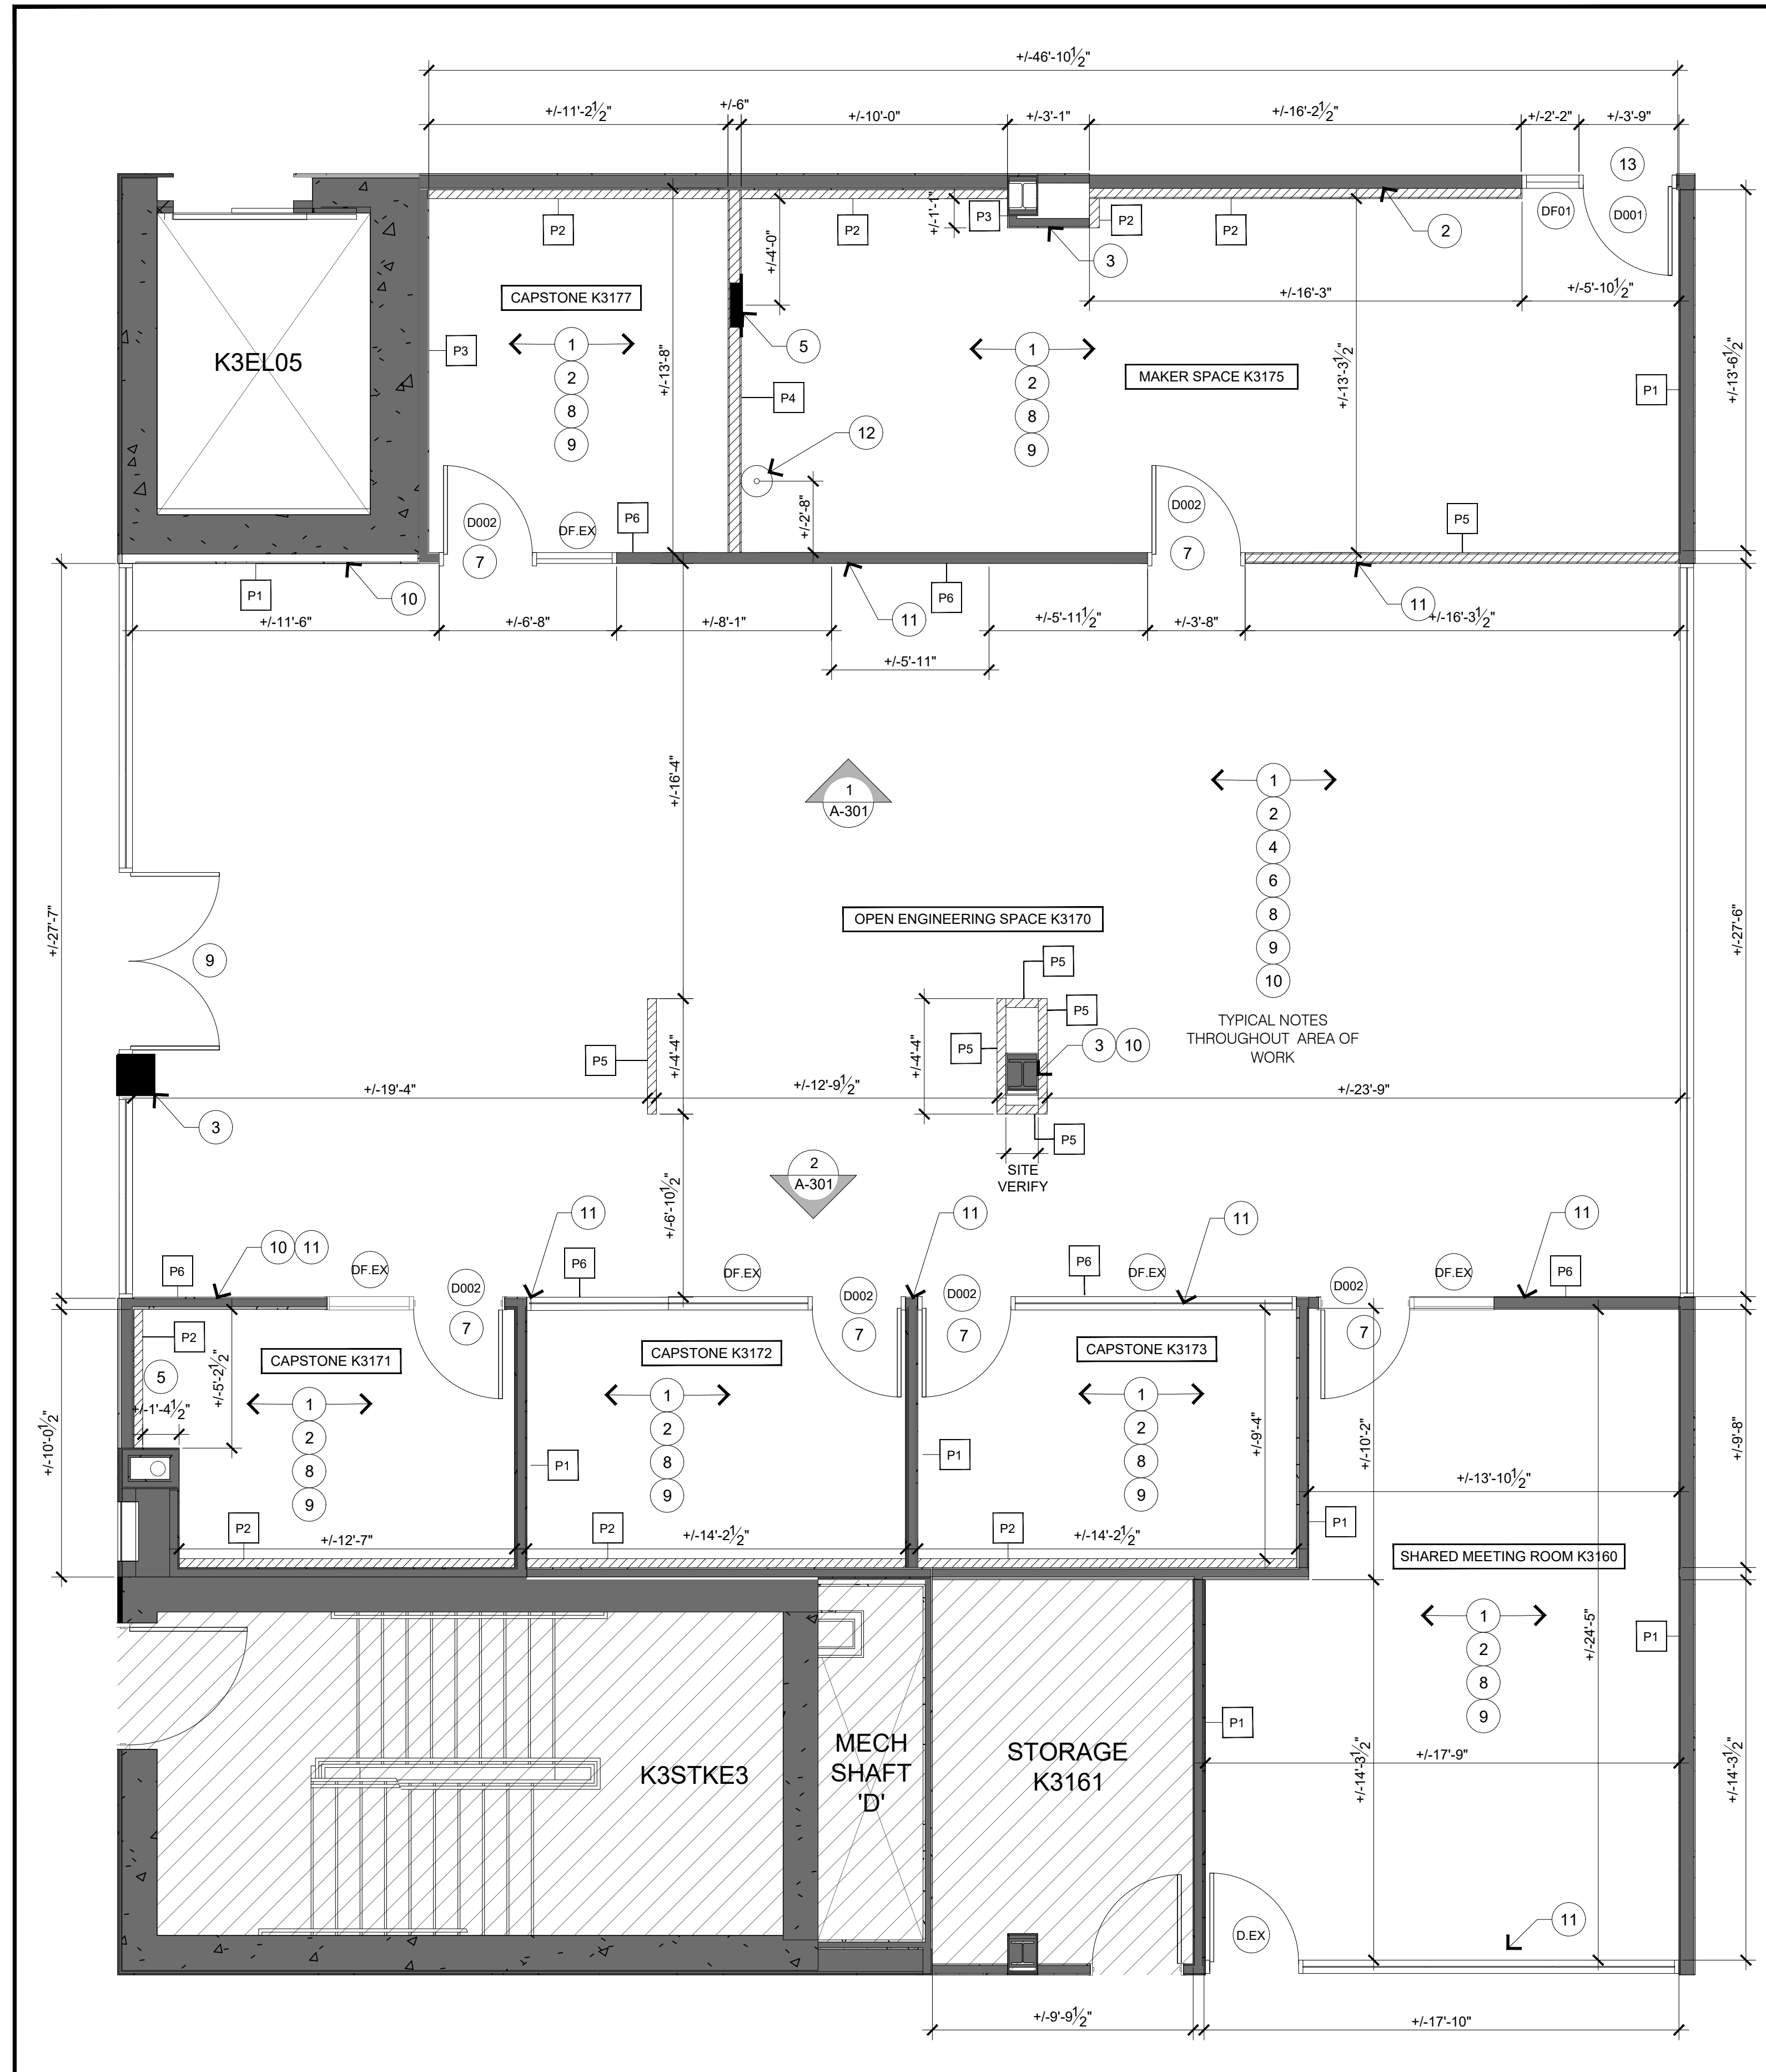 +/-46'-10½"
+/-11'-2½"
+/-6"
+/-10'-0"
+/-3'-1"
+/-16'-2½"
+/-2'-2"
+/-3'-9"
13
DF01
D001
P2
P2
P3
+/-1'-1"
P2
P2
2
3
+/-4'-0"
CAPSTONE K3177
+/-16'-3"
+/-5'-10½"
K3EL05
P3
1
2
8
9
+/-13'-8"
5
P4
12
1
2
8
9
MAKER SPACE K3175
+/-13'-3½"
P1
+/-13'-6½"
D002
7
DF.EX
P6
+/-2'-8"
D002
7
P5
P1
10
11
P6
11
+/-11'-6"
+/-6'-8"
+/-8'-1"
+/-5'-11½"
+/-3'-8"
+/-16'-3½"
+/-5'-11"
+/-16'-4"
1
A-301
1
2
4
6
8
9
10
TYPICAL NOTES
THROUGHOUT AREA OF
WORK
+/-27'-7"
9
OPEN ENGINEERING SPACE K3170
+/-27'-6"
P5
P5
P5
P5
3
10
+/-4'-4"
+/-4'-4"
+/-19'-4"
+/-12'-9½"
+/-23'-9"
3
P5
SITE
VERIFY
2
A-301
+/-6'-10½"
10
11
11
11
11
11
P6
DF.EX
D002
7
P6
DF.EX
D002
7
D002
7
P6
DF.EX
D002
7
DF.EX
P6
P2
5
+/-1'-4½"
+/-5'-2½"
CAPSTONE K3171
1
2
8
9
CAPSTONE K3172
1
2
8
9
CAPSTONE K3173
1
2
8
9
+/-10'-0½"
P1
P1
+/-9'-4"
+/-10'-2"
+/-9'-8"
+/-13'-10½"
P2
+/-12'-7"
P2
+/-14'-2½"
P2
+/-14'-2½"
P1
SHARED MEETING ROOM K3160
1
2
8
9
+/-24'-5"
P1
P1
+/-17'-9"
+/-14'-3½"
+/-14'-3½"
K3STKE3
MECH
SHAFT
'D'
STORAGE
K3161
D.EX
11
+/-9'-9½"
+/-17'-10"